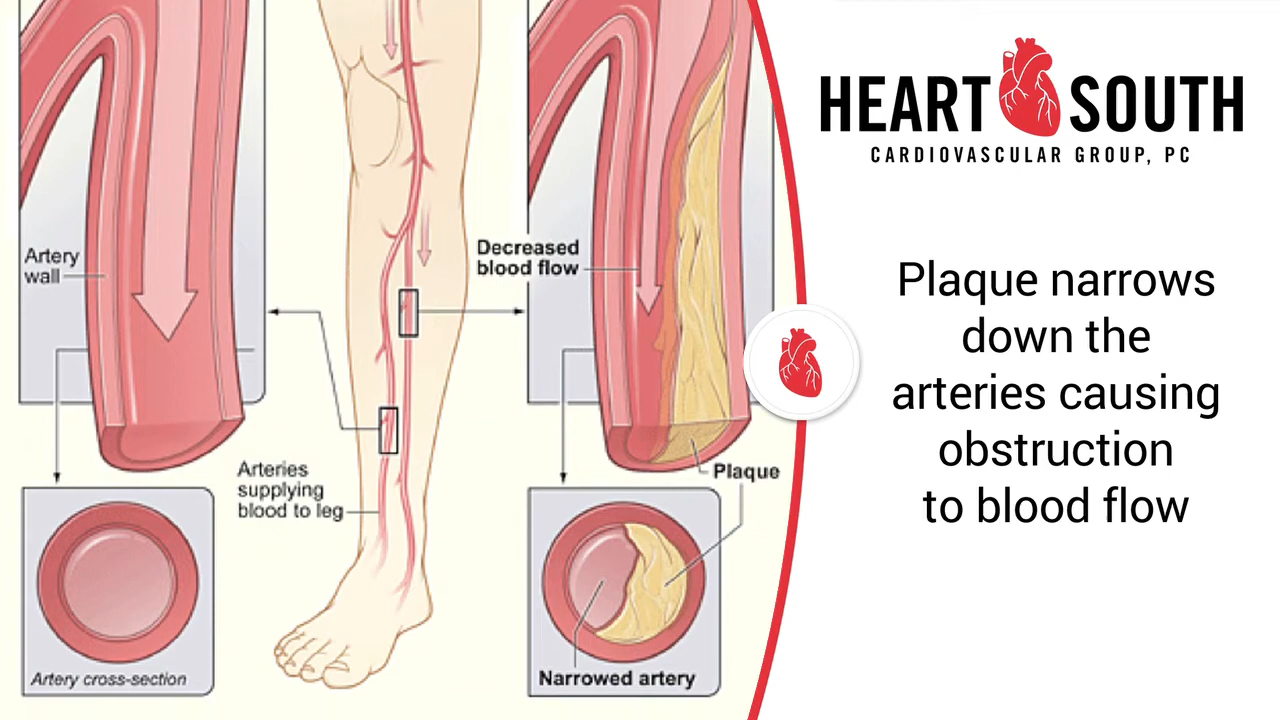 Artery
wall
Decreased
blood flow
Arteries
supplying
blood to leg
Plaque
Artery cross-section
Narrowed artery
HEART SOUTH
CARDIOVASCULAR GROUP, PC
Plaque narrows
down the
arteries causing
obstruction
to blood flow